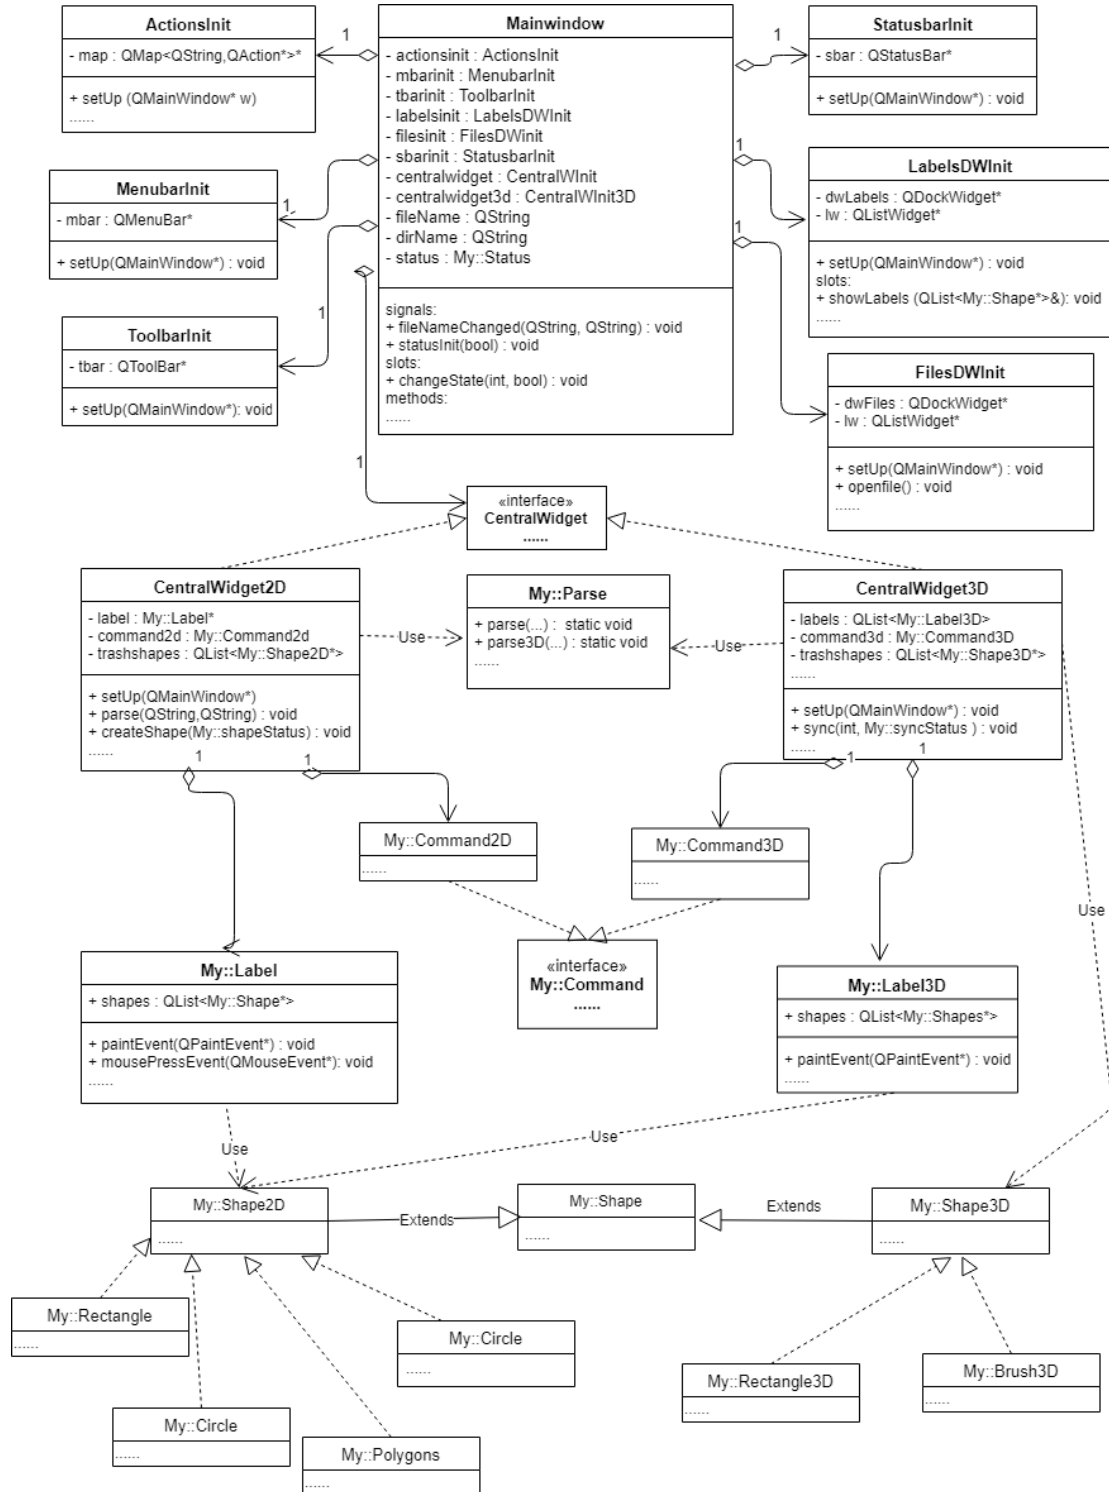 ActionsInit
- map : QMap<QString,QAction*>*
+ setUp (QMainWindow* w)
......
1
Mainwindow
- actionsinit : ActionsInit
- mbarinit : MenubarInit
- tbarinit : ToolbarInit
- labelsinit : LabelsDWInit
- filesinit : FilesDWinit
- sbarinit : StatusbarInit
- centralwidget : CentralWInit
- centralwidget3d : CentralWInit3D
- fileName : QString
- dirName : QString
- status : My::Status
signals:
+ fileNameChanged(QString, QString) : void
+ statusInit(bool) : void
slots:
+ changeState(int, bool) : void
methods:
......
1
StatusbarInit
- sbar : QStatusBar*
+ setUp(QMainWindow*) : void
1
LabelsDWInit
- dwLabels : QDockWidget*
- lw : QListWidget*
+ setUp(QMainWindow*) : void
slots:
+ showLabels (QList<My::Shape*>&): void
......
1
MenubarInit
- mbar : QMenuBar*
+ setUp(QMainWindow*) : void
1
ToolbarInit
- tbar : QToolBar*
+ setUp(QMainWindow*): void
1
1
FilesDWInit
- dwFiles : QDockWidget*
- lw : QListWidget*
+ setUp(QMainWindow*) : void
+ openfile() : void
......
1
«interface»
CentralWidget
......
CentralWidget2D
- label : My::Label*
- command2d : My::Command2d
- trashshapes : QList<My::Shape2D*>
+ setUp(QMainWindow*)
+ parse(QString,QString) : void
+ createShape(My::shapeStatus) : void
......
Use
My::Parse
+ parse(...) : static void
+ parse3D(...) : static void
......
Use
CentralWidget3D
- labels : QList<My::Label3D>
- command3d : My::Command3D
- trashshapes : QList<My::Shape3D*>
......
+ setUp(QMainWindow*) : void
+ sync(int, My::syncStatus ) : void
......
1
1
1
1
My::Command2D
......
My::Command3D
......
Use
«interface»
My::Command
......
My::Label
+ shapes : QList<My::Shape*>
+ paintEvent(QPaintEvent*) : void
+ mousePressEvent(QMouseEvent*): void
......
My::Label3D
+ shapes : QList<My::Shapes*>
+ paintEvent(QPaintEvent*) : void
......
Use
Use
My::Shape2D
......
Extends
My::Shape
......
Extends
My::Shape3D
......
My::Rectangle
......
My::Circle
......
My::Rectangle3D
......
My::Brush3D
......
My::Circle
......
My::Polygons
......